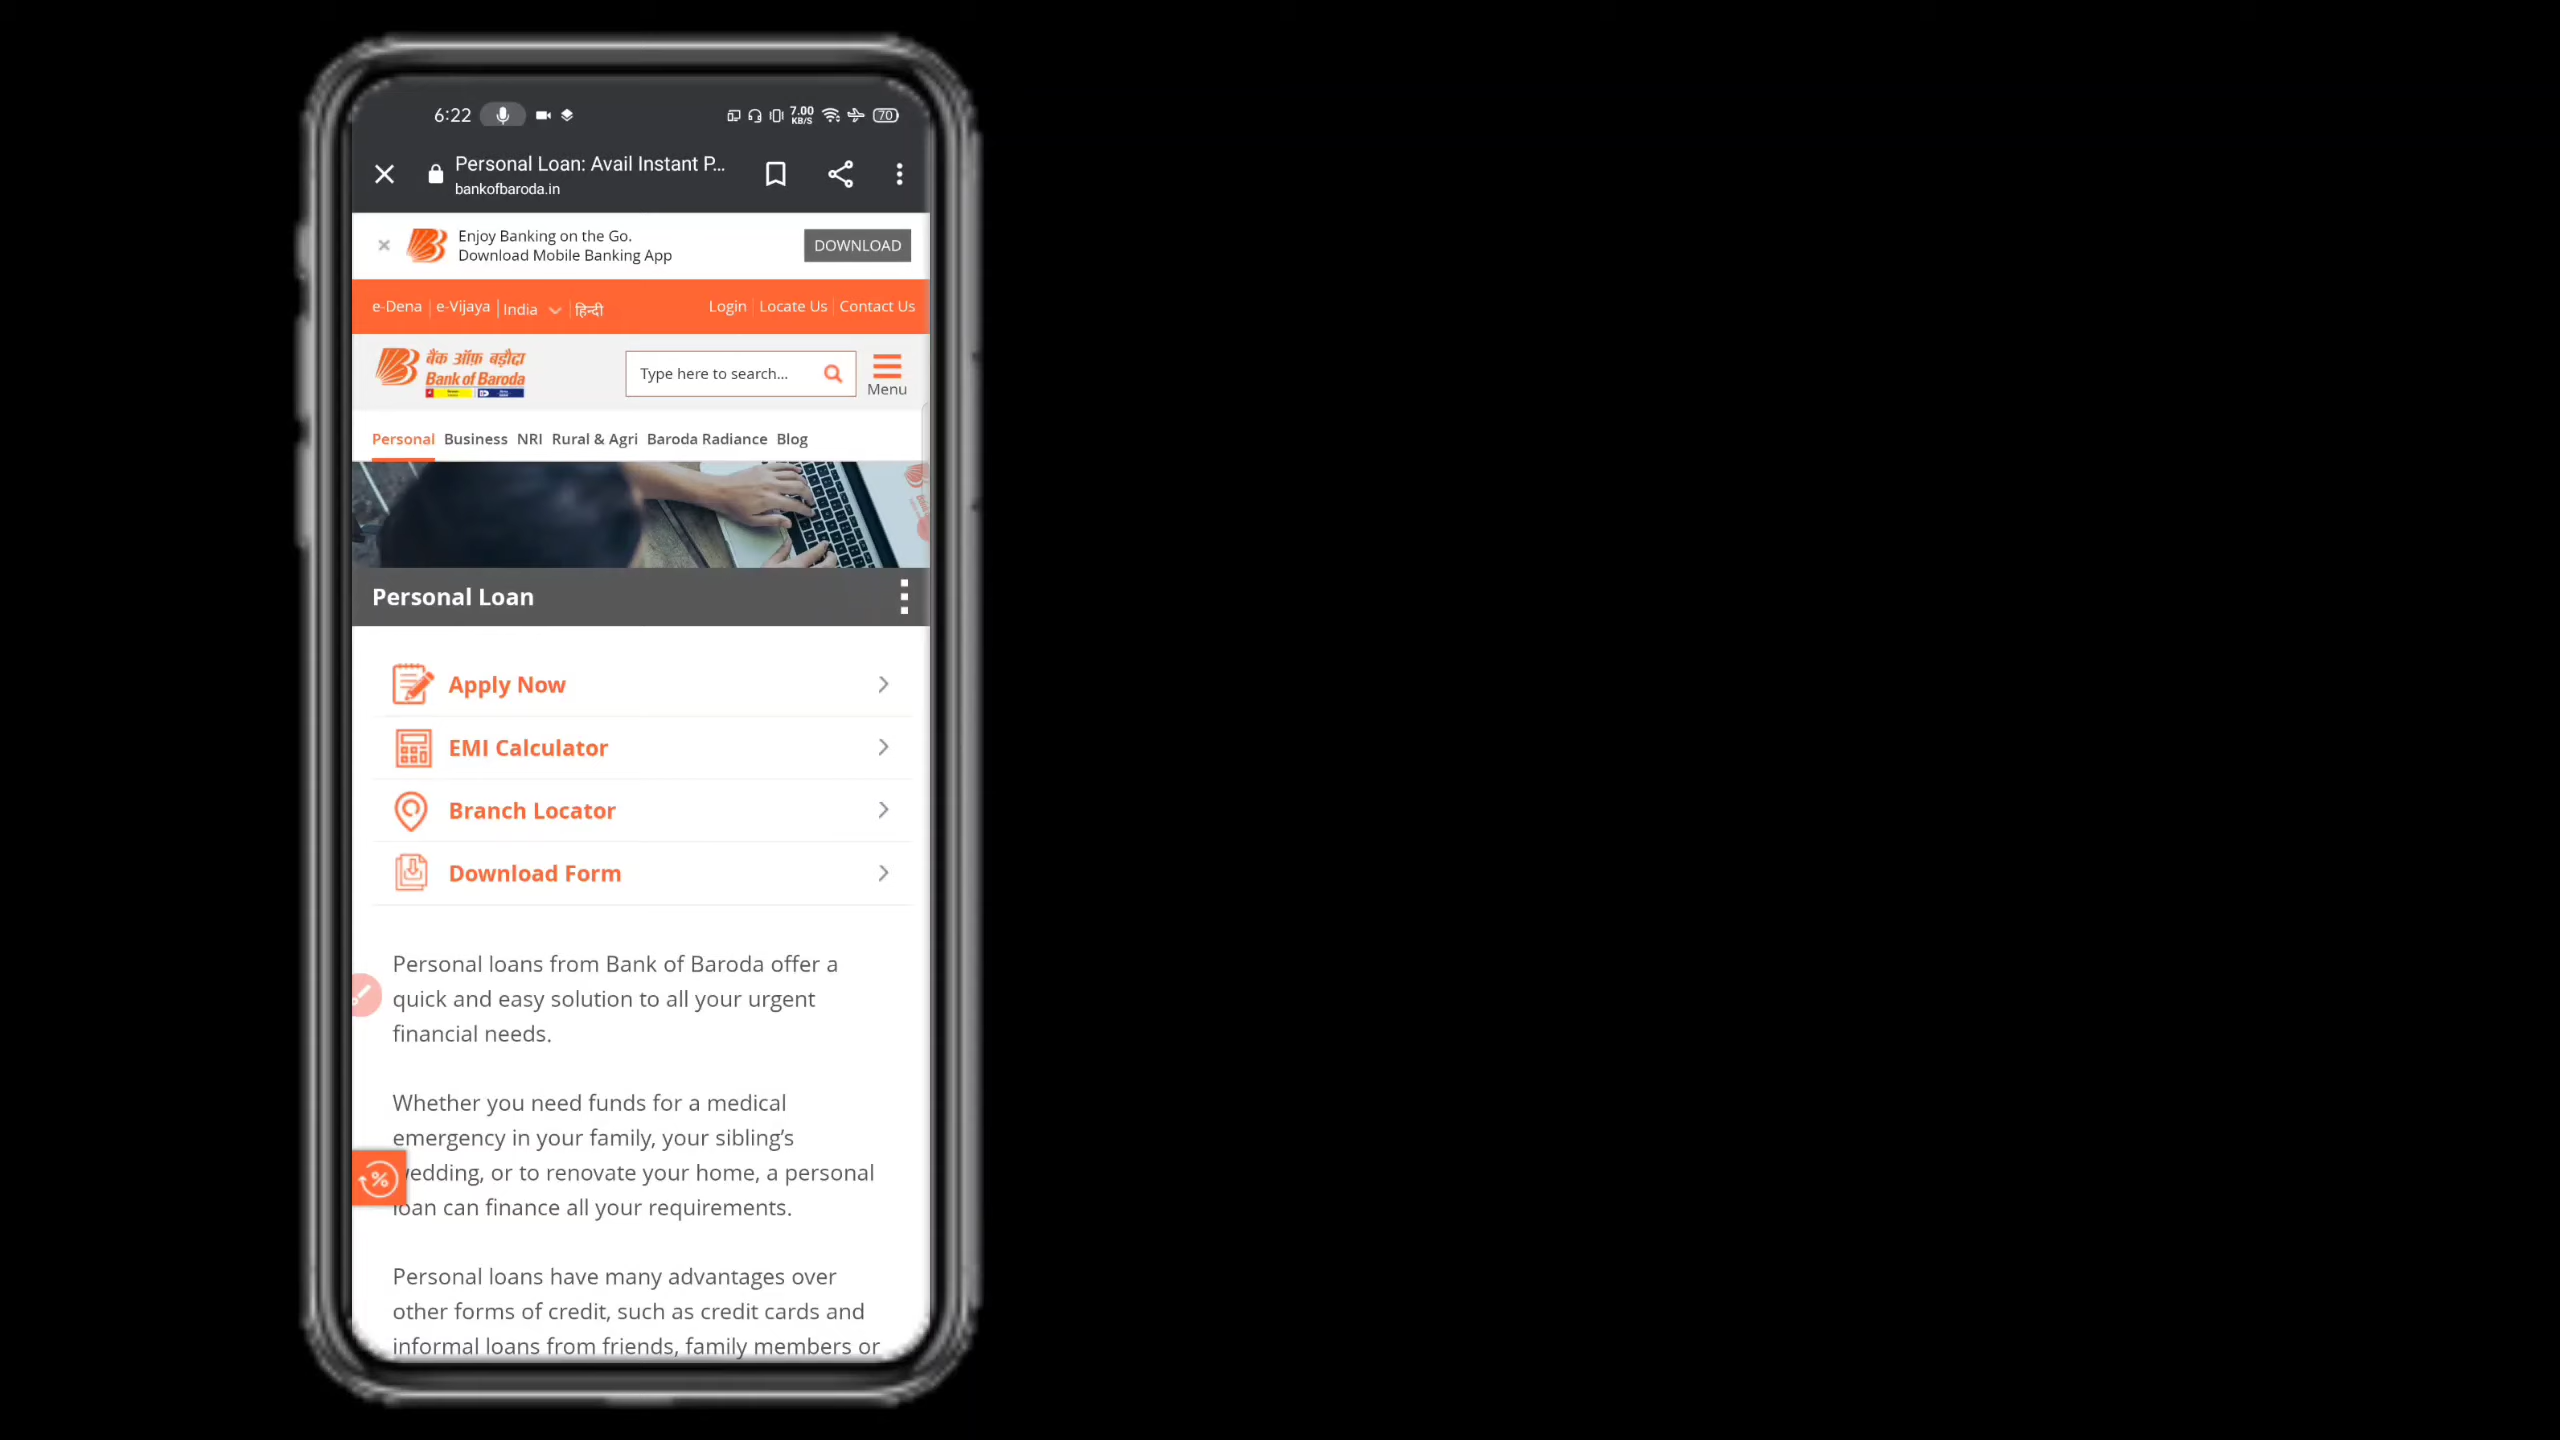 6:22
7.00
KB/S
70
Personal Loan: Avail Instant P...
bankofbaroda.in
Enjoy Banking on the Go.
Download Mobile Banking App
DOWNLOAD
e-Dena e-Vijaya India हिन्दी Login Locate Us Contact Us
बैंक ऑफ़ बड़ौदा
Bank of Baroda
Type here to search...
Menu
Personal Business NRI Rural & Agri Baroda Radiance Blog
Personal Loan
Apply Now
EMI Calculator
Branch Locator
Download Form
Personal loans from Bank of Baroda offer a
quick and easy solution to all your urgent
financial needs.
Whether you need funds for a medical
emergency in your family, your sibling’s
wedding, or to renovate your home, a personal
loan can finance all your requirements.
Personal loans have many advantages over
other forms of credit, such as credit cards and
informal loans from friends, family members or